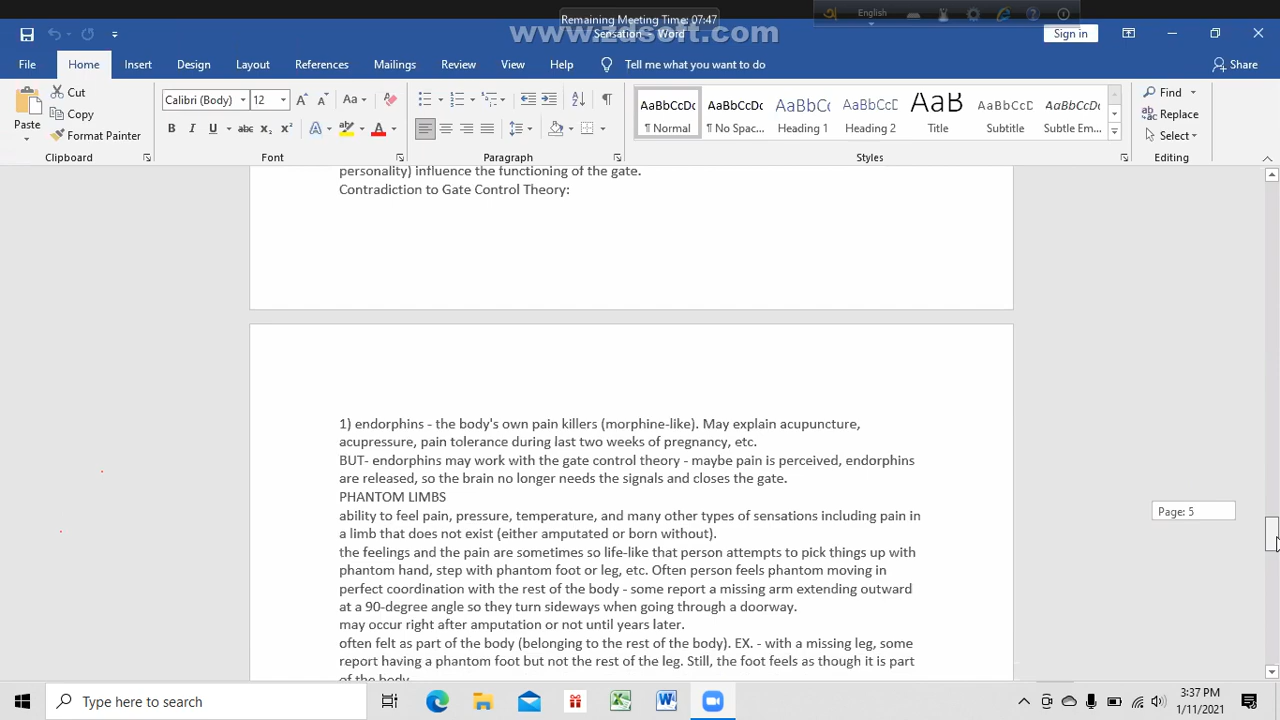 Remaining Meeting Time: 07:47
English
www.zdsoft.com
Sensation - Word
Sign in
File Home Insert Design Layout References Mailings Review View Help Tell me what you want to do Share
Paste Cut
Copy
Format Painter
Clipboard
Calibri (Body) 12
Aa
B I U abc x₂ x² A ab A
Font
Paragraph
AaBbCcDc AaBbCcDc AaBbCc AaBbCcD AaB AaBbCcD AaBbCcDc
¶ Normal ¶ No Spac... Heading 1 Heading 2 Title Subtitle Subtle Em...
Styles
Find
Replace
Select
Editing
personality) influence the functioning of the gate.
Contradiction to Gate Control Theory:
1) endorphins - the body's own pain killers (morphine-like). May explain acupuncture,
acupressure, pain tolerance during last two weeks of pregnancy, etc.
BUT- endorphins may work with the gate control theory - maybe pain is perceived, endorphins
are released, so the brain no longer needs the signals and closes the gate.
PHANTOM LIMBS
ability to feel pain, pressure, temperature, and many other types of sensations including pain in
a limb that does not exist (either amputated or born without).
the feelings and the pain are sometimes so life-like that person attempts to pick things up with
phantom hand, step with phantom foot or leg, etc. Often person feels phantom moving in
perfect coordination with the rest of the body - some report a missing arm extending outward
at a 90-degree angle so they turn sideways when going through a doorway.
may occur right after amputation or not until years later.
often felt as part of the body (belonging to the rest of the body). EX. - with a missing leg, some
report having a phantom foot but not the rest of the leg. Still, the foot feels as though it is part
of the body.
Page: 5
Type here to search
3:37 PM
1/11/2021